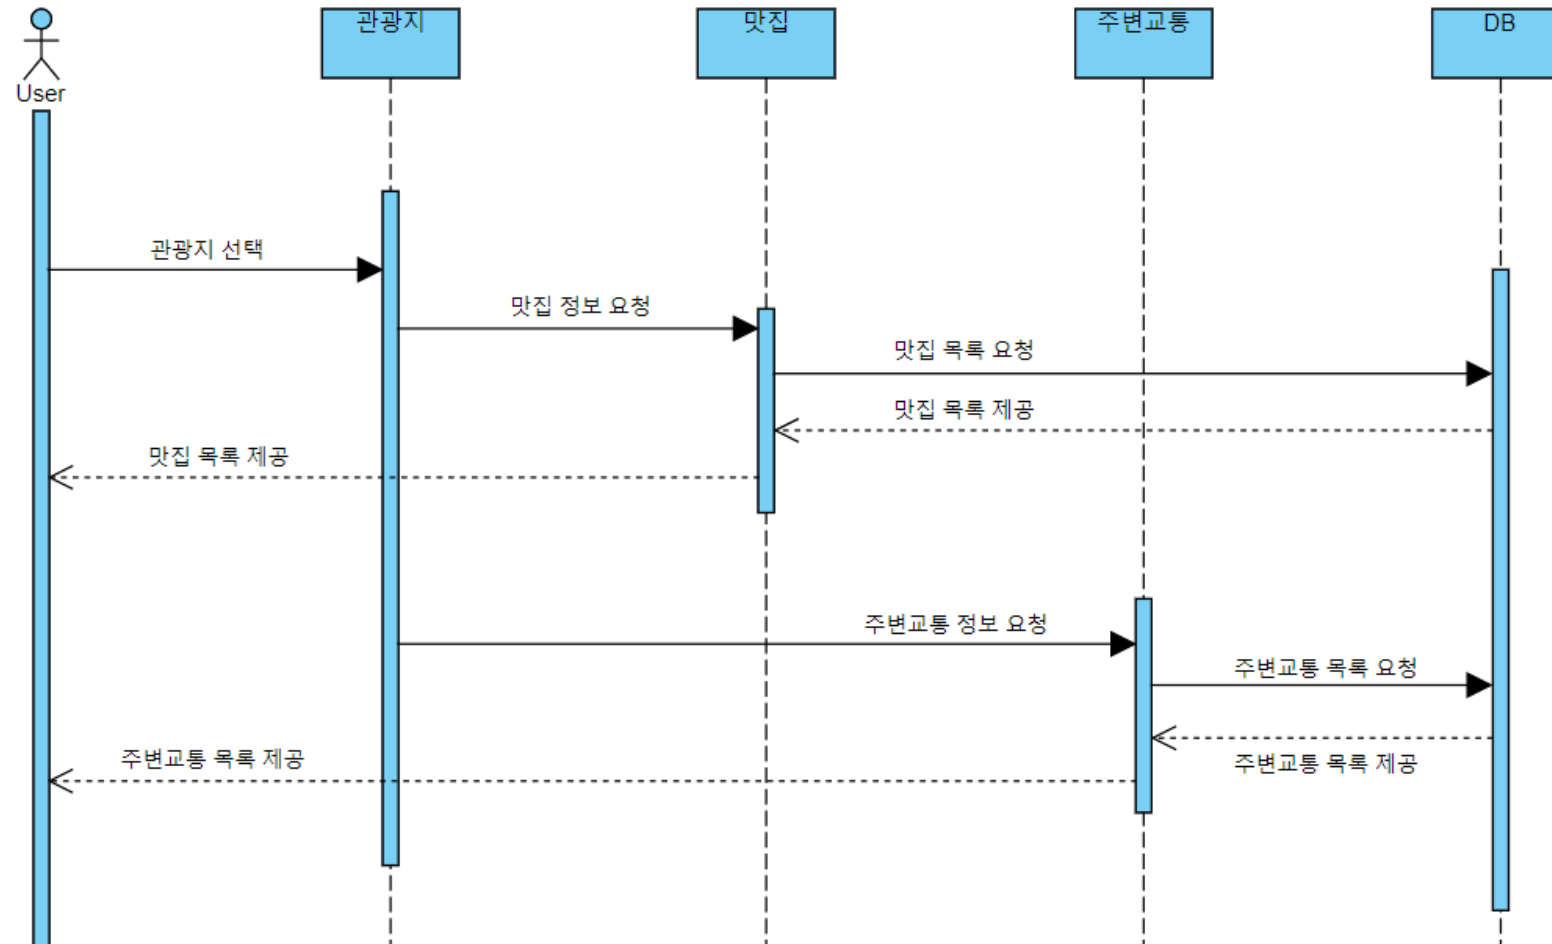 관광지
맛집
주변교통
DB
User
관광지 선택
맛집 정보 요청
맛집 목록 요청
맛집 목록 제공
맛집 목록 제공
주변교통 정보 요청
주변교통 목록 요청
주변교통 목록 제공
주변교통 목록 제공